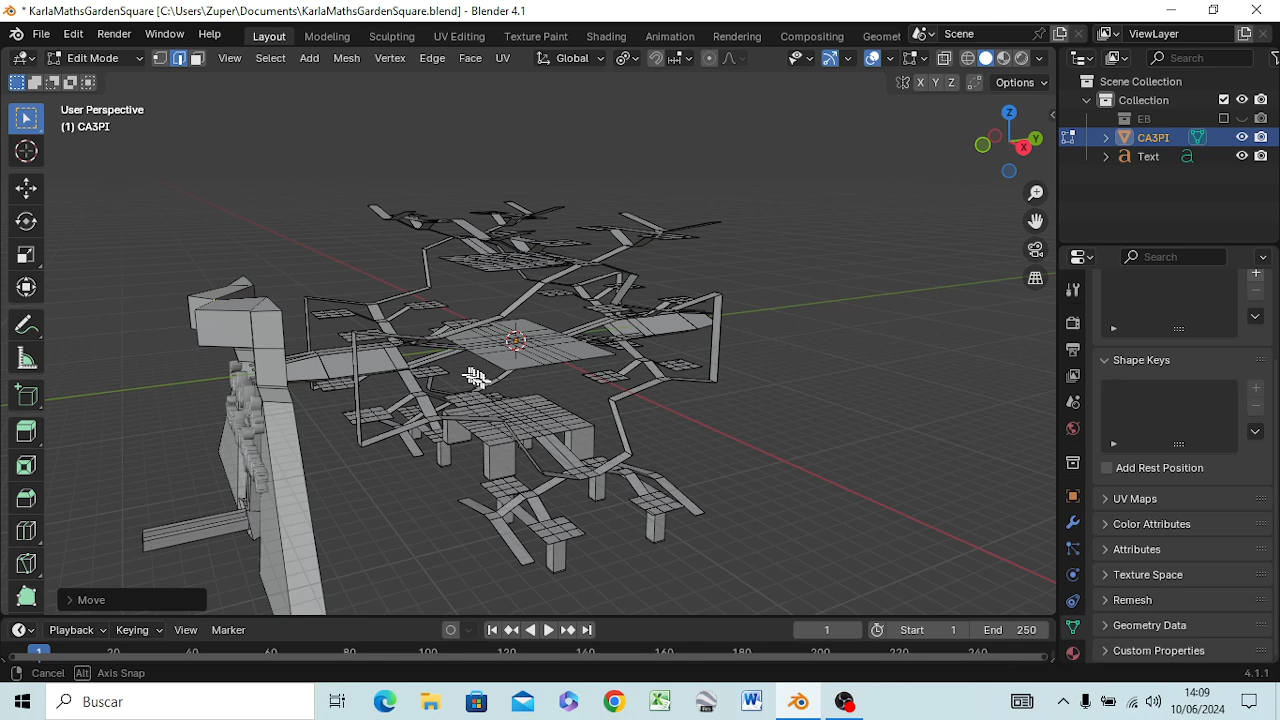 * KarlaMathsGardenSquare [C:\Users\Zuper\Documents\KarlaMathsGardenSquare.blend] - Blender 4.1
File Edit Render Window Help Layout Modeling Sculpting UV Editing Texture Paint Shading Animation Rendering Compositing Geomet Scene ViewLayer
Edit Mode View Select Add Mesh Vertex Edge Face UV Global Search
X Y Z Options
User Perspective
(1) CA3PI
Z
Y
X
Scene Collection
Collection
EB
CA3PI
Text
Search
Shape Keys
Add Rest Position
UV Maps
Color Attributes
Attributes
Texture Space
Remesh
Geometry Data
Custom Properties
Move
Playback Keying View Marker 1 Start 1 End 250
1 20 40 60 80 100 120 140 160 180 200 220 240
Cancel Alt Axis Snap 4.1.1
Buscar
14:09
10/06/2024